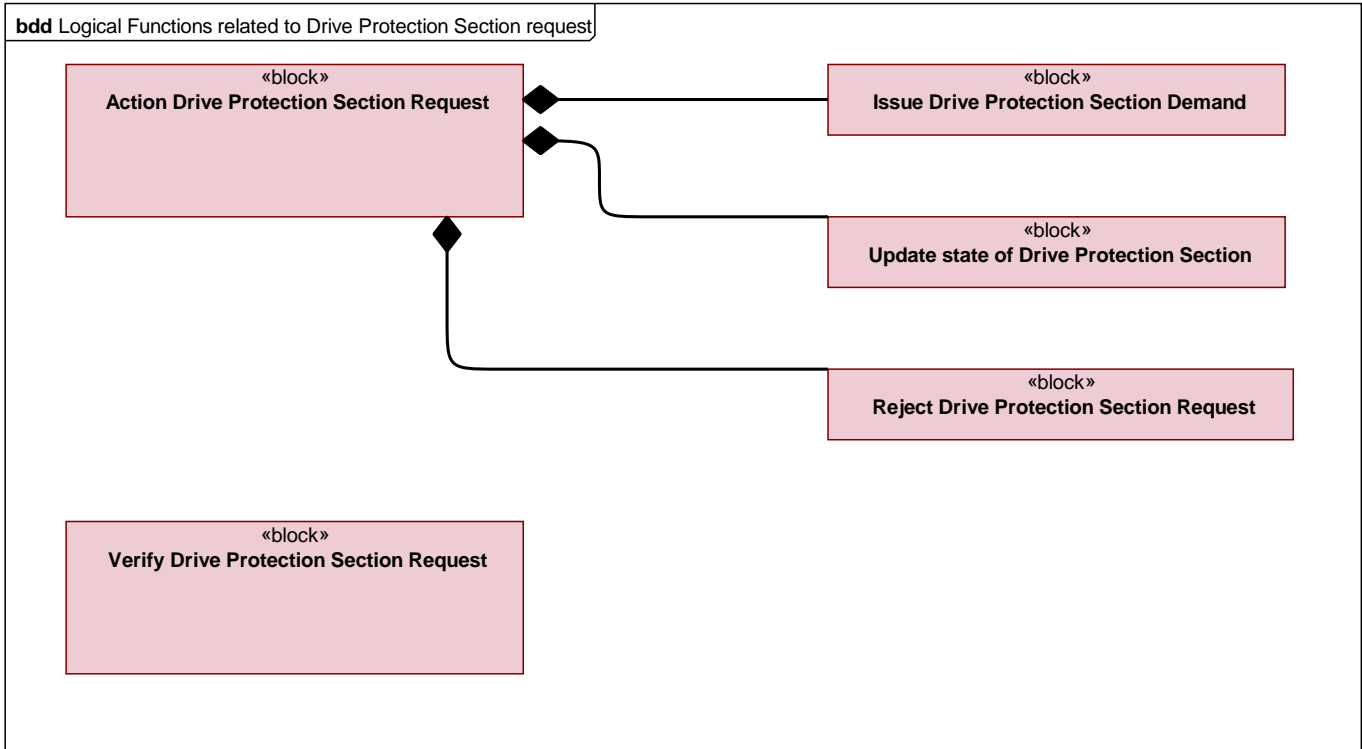 bdd Logical Functions related to Drive Protection Section request
«block»
Action Drive Protection Section Request
«block»
Issue Drive Protection Section Demand
«block»
Update state of Drive Protection Section
«block»
Reject Drive Protection Section Request
«block»
Verify Drive Protection Section Request